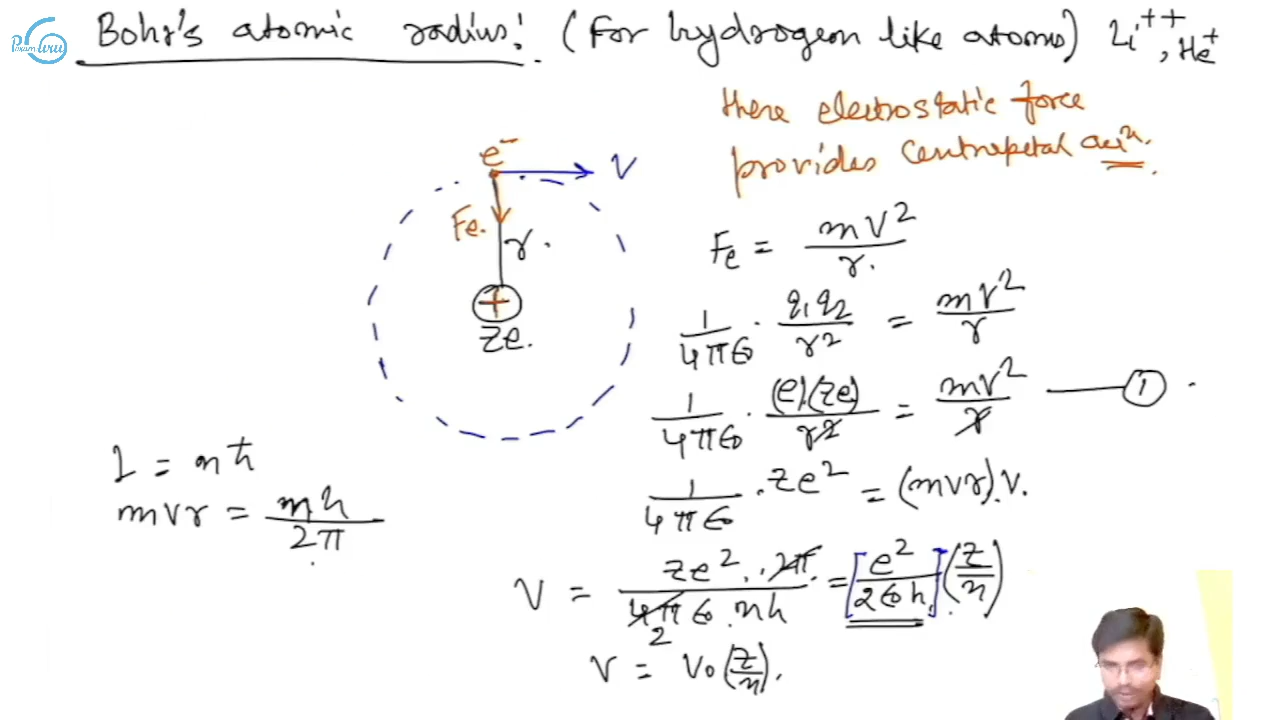 Bohr's atomic radius! (For hydrogen like atoms) Li⁺⁺, He⁺
there electrostatic force
provides centripetal accⁿ.
e⁻
V
Fe.
r.
+
ze.
Fe = mv²/r.
1/4πϵ₀ · q₁q₂/r² = mv²/r
1/4πϵ₀ · (e)(ze)/r² = mv²/r — ①
L = nħ
mvr = nh/2π
1/4πϵ₀ · ze² = (mvr).v.
V = ze² . 2π/4πϵ₀ . nh = [e²/2ϵ₀h] (z/n)
2
v = v₀(z/n).